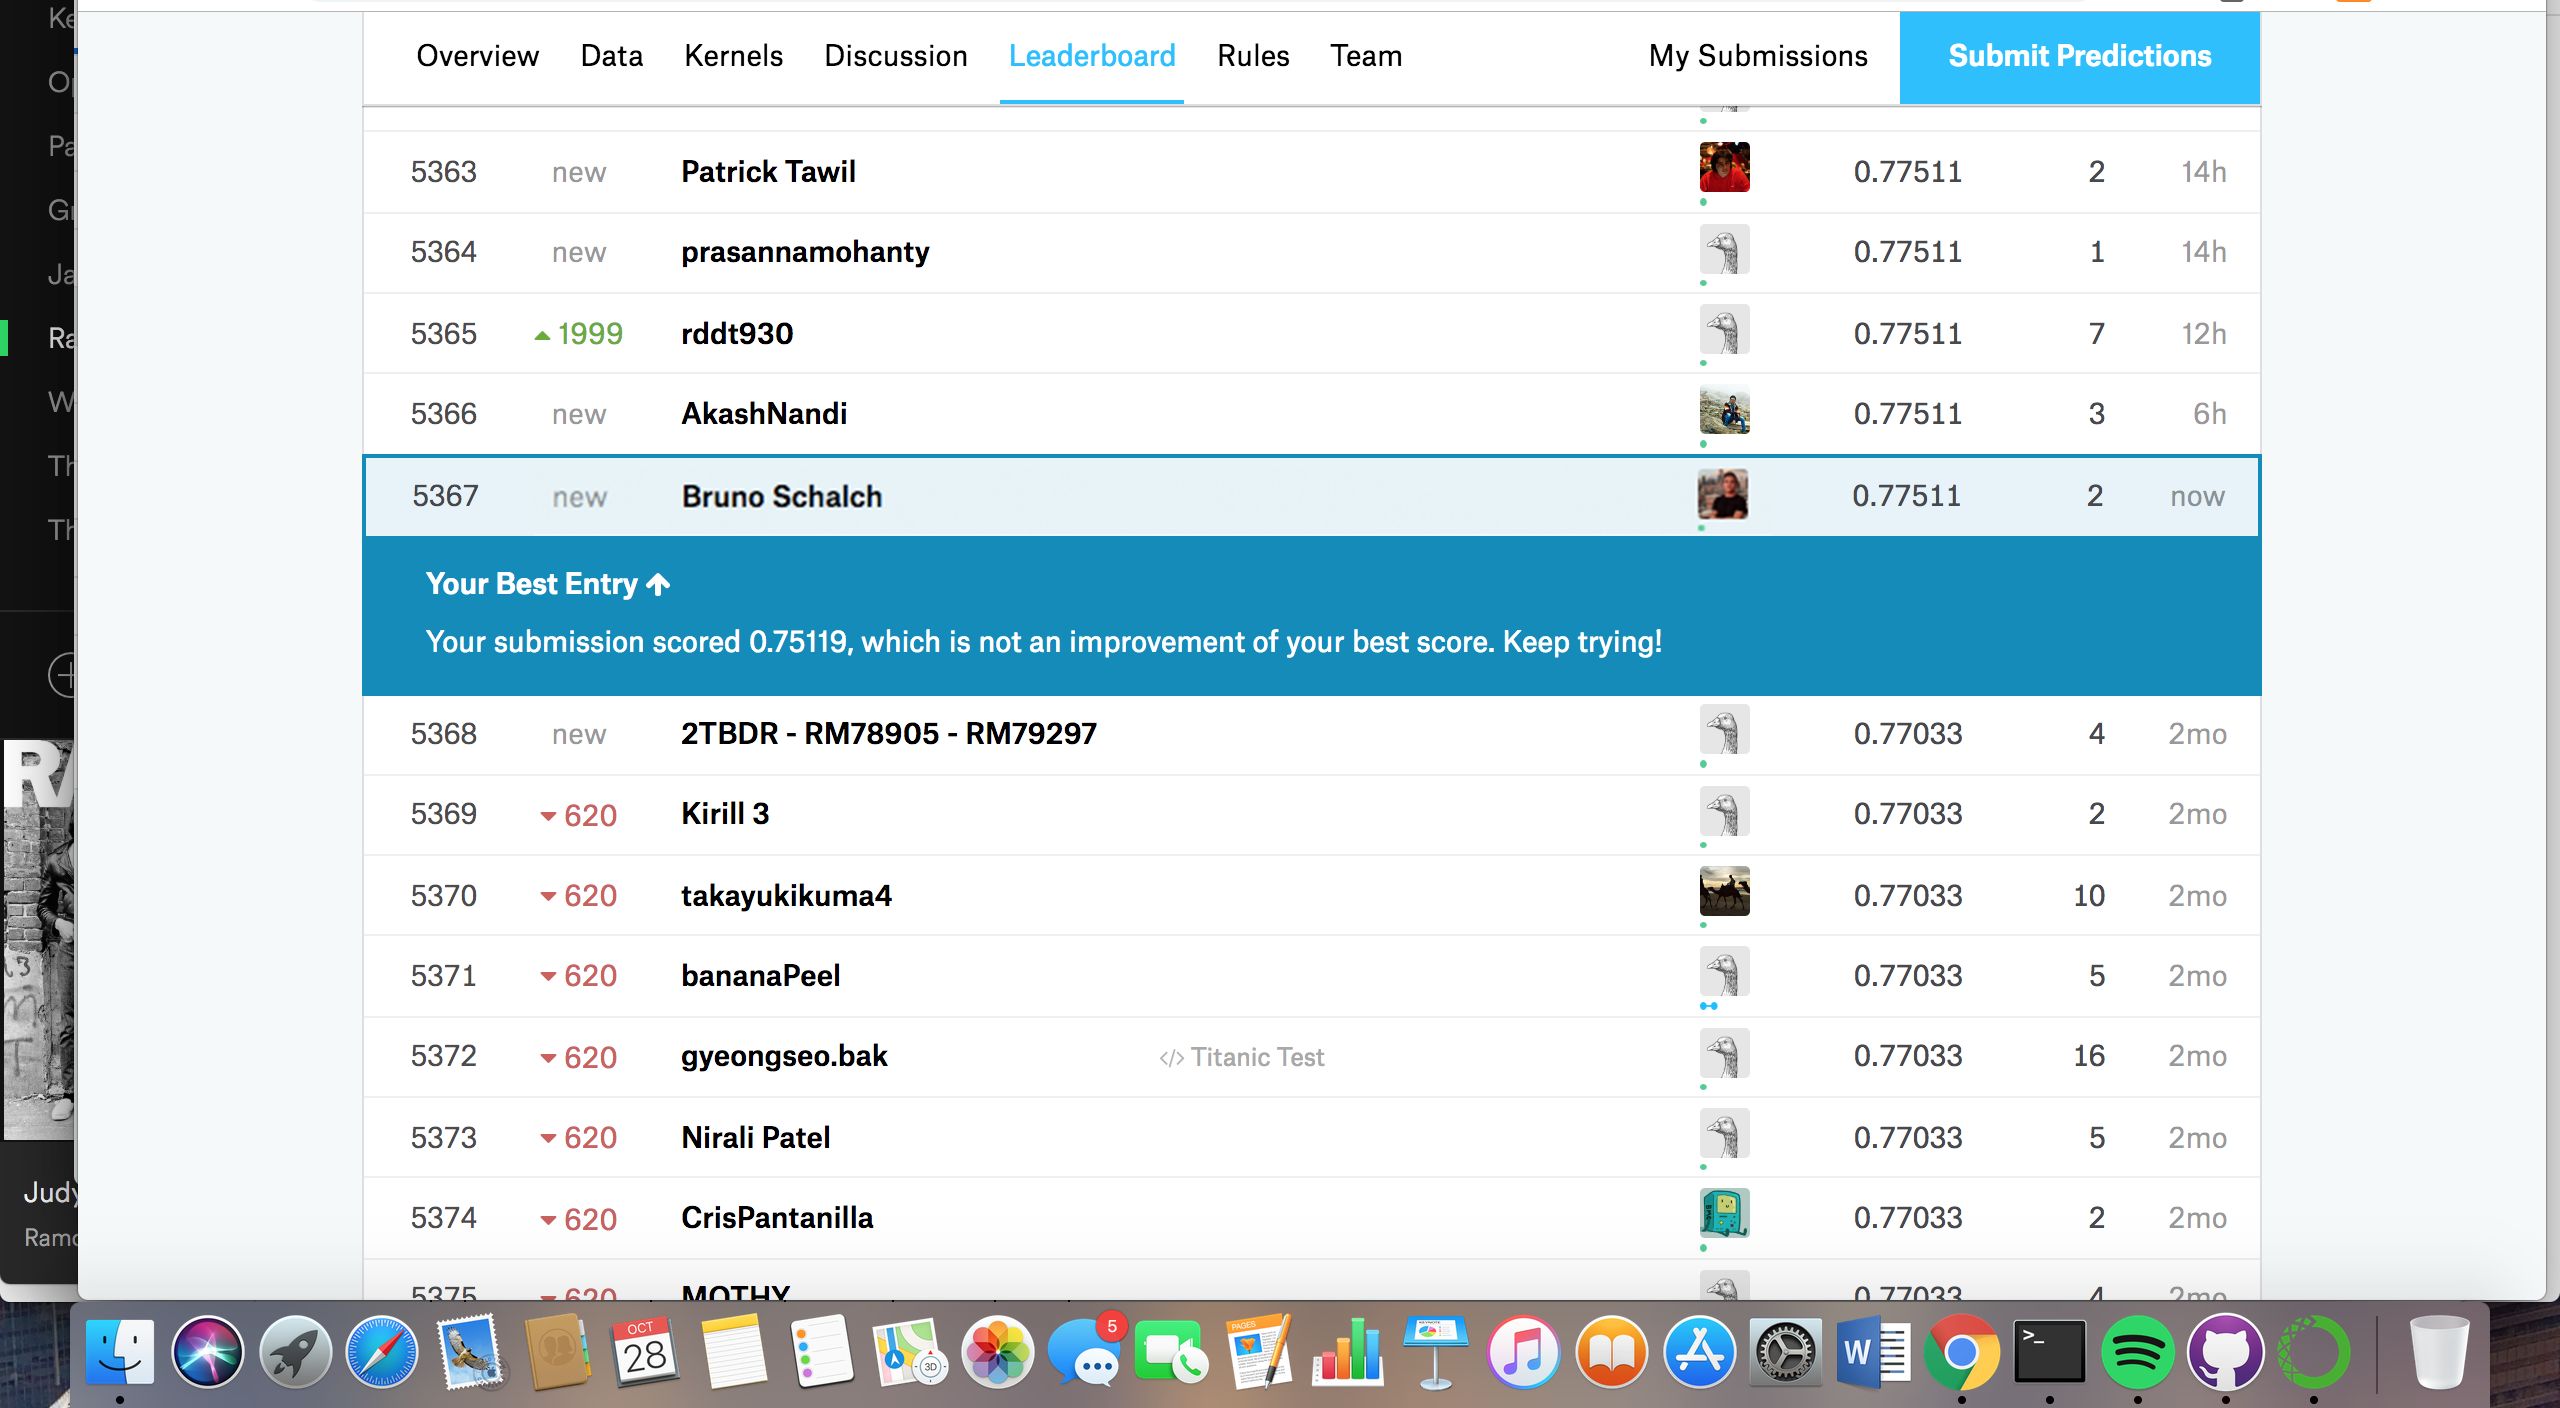 Overview Data Kernels Discussion Leaderboard Rules Team My Submissions Submit Predictions
5363 new Patrick Tawil 0.77511 2 14h
5364 new prasannamohanty 0.77511 1 14h
5365 1999 rddt930 0.77511 7 12h
5366 new AkashNandi 0.77511 3 6h
5367 new Bruno Schalch 0.77511 2 now
Your Best Entry
Your submission scored 0.75119, which is not an improvement of your best score. Keep trying!
5368 new 2TBDR - RM78905 - RM79297 0.77033 4 2mo
5369 620 Kirill 3 0.77033 2 2mo
5370 620 takayukikuma4 0.77033 10 2mo
5371 620 bananaPeel 0.77033 5 2mo
5372 620 gyeongseo.bak </> Titanic Test 0.77033 16 2mo
5373 620 Nirali Patel 0.77033 5 2mo
5374 620 CrisPantanilla 0.77033 2 2mo
5375 620 MOTHY 0.77033 4 2mo
Judy
OCT
28
3D
5
PAGES
W
>_